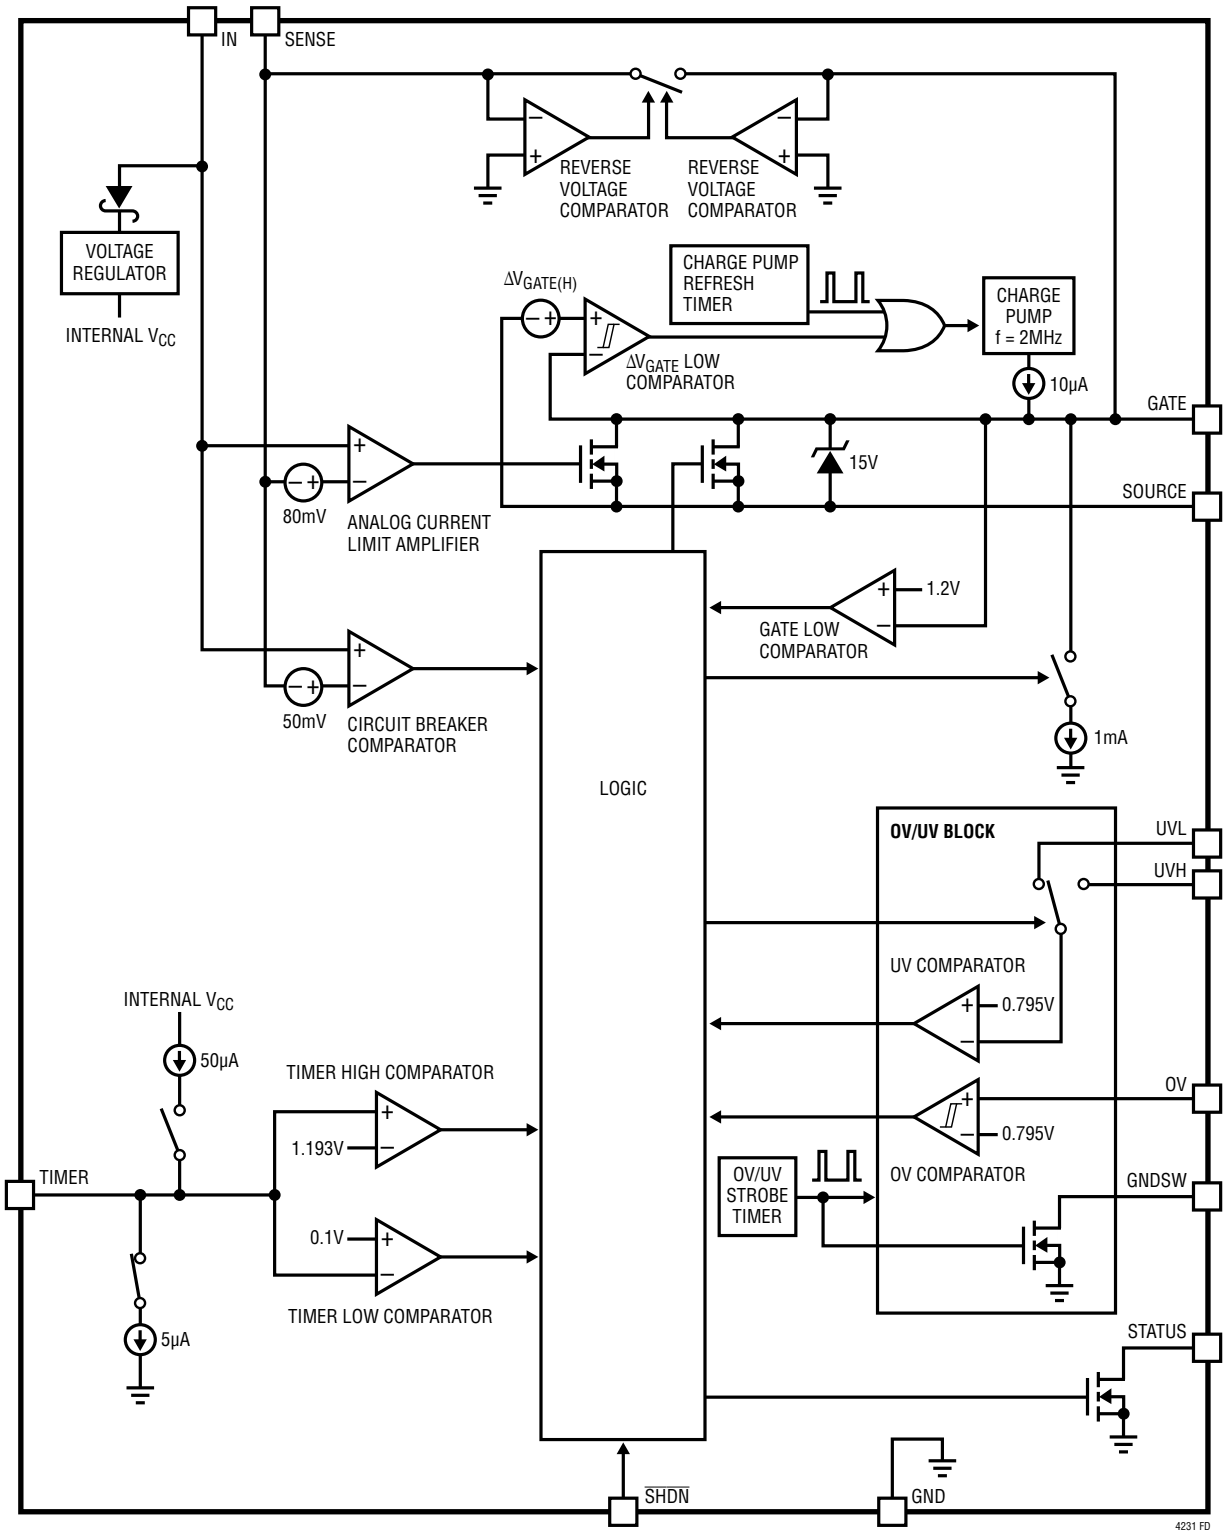 IN
SENSE
REVERSE
VOLTAGE
COMPARATOR
REVERSE
VOLTAGE
COMPARATOR
VOLTAGE
REGULATOR
INTERNAL VCC
ΔVGATE(H)
CHARGE PUMP
REFRESH
TIMER
CHARGE
PUMP
f = 2MHz
ΔVGATE LOW
COMPARATOR
10µA
GATE
15V
SOURCE
80mV
ANALOG CURRENT
LIMIT AMPLIFIER
1.2V
GATE LOW
COMPARATOR
50mV
CIRCUIT BREAKER
COMPARATOR
1mA
LOGIC
OV/UV BLOCK
UVL
UVH
UV COMPARATOR
0.795V
INTERNAL VCC
50µA
TIMER HIGH COMPARATOR
1.193V
OV
0.795V
OV COMPARATOR
TIMER
OV/UV
STROBE
TIMER
GNDSW
0.1V
TIMER LOW COMPARATOR
5µA
STATUS
SHDN
GND
4231 FD